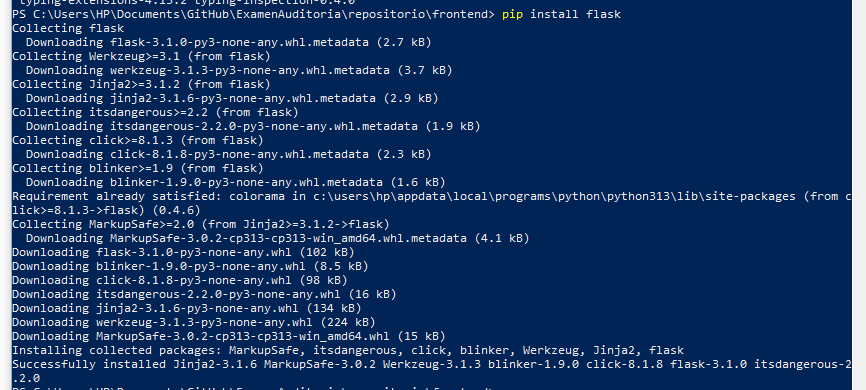 typing-extensions-4.13.2 typing-inspection-0.4.0
PS C:\Users\HP\Documents\GitHub\ExamenAuditoria\repositorio\frontend> pip install flask
Collecting flask
  Downloading flask-3.1.0-py3-none-any.whl.metadata (2.7 kB)
Collecting Werkzeug>=3.1 (from flask)
  Downloading werkzeug-3.1.3-py3-none-any.whl.metadata (3.7 kB)
Collecting Jinja2>=3.1.2 (from flask)
  Downloading jinja2-3.1.6-py3-none-any.whl.metadata (2.9 kB)
Collecting itsdangerous>=2.2 (from flask)
  Downloading itsdangerous-2.2.0-py3-none-any.whl.metadata (1.9 kB)
Collecting click>=8.1.3 (from flask)
  Downloading click-8.1.8-py3-none-any.whl.metadata (2.3 kB)
Collecting blinker>=1.9 (from flask)
  Downloading blinker-1.9.0-py3-none-any.whl.metadata (1.6 kB)
Requirement already satisfied: colorama in c:\users\hp\appdata\local\programs\python\python313\lib\site-packages (from c
lick>=8.1.3->flask) (0.4.6)
Collecting MarkupSafe>=2.0 (from Jinja2>=3.1.2->flask)
  Downloading MarkupSafe-3.0.2-cp313-cp313-win_amd64.whl.metadata (4.1 kB)
Downloading flask-3.1.0-py3-none-any.whl (102 kB)
Downloading blinker-1.9.0-py3-none-any.whl (8.5 kB)
Downloading click-8.1.8-py3-none-any.whl (98 kB)
Downloading itsdangerous-2.2.0-py3-none-any.whl (16 kB)
Downloading jinja2-3.1.6-py3-none-any.whl (134 kB)
Downloading werkzeug-3.1.3-py3-none-any.whl (224 kB)
Downloading MarkupSafe-3.0.2-cp313-cp313-win_amd64.whl (15 kB)
Installing collected packages: MarkupSafe, itsdangerous, click, blinker, Werkzeug, Jinja2, flask
Successfully installed Jinja2-3.1.6 MarkupSafe-3.0.2 Werkzeug-3.1.3 blinker-1.9.0 click-8.1.8 flask-3.1.0 itsdangerous-2
.2.0
PS C:\Users\HP\Documents\GitHub\ExamenAuditoria\repositorio\frontend>